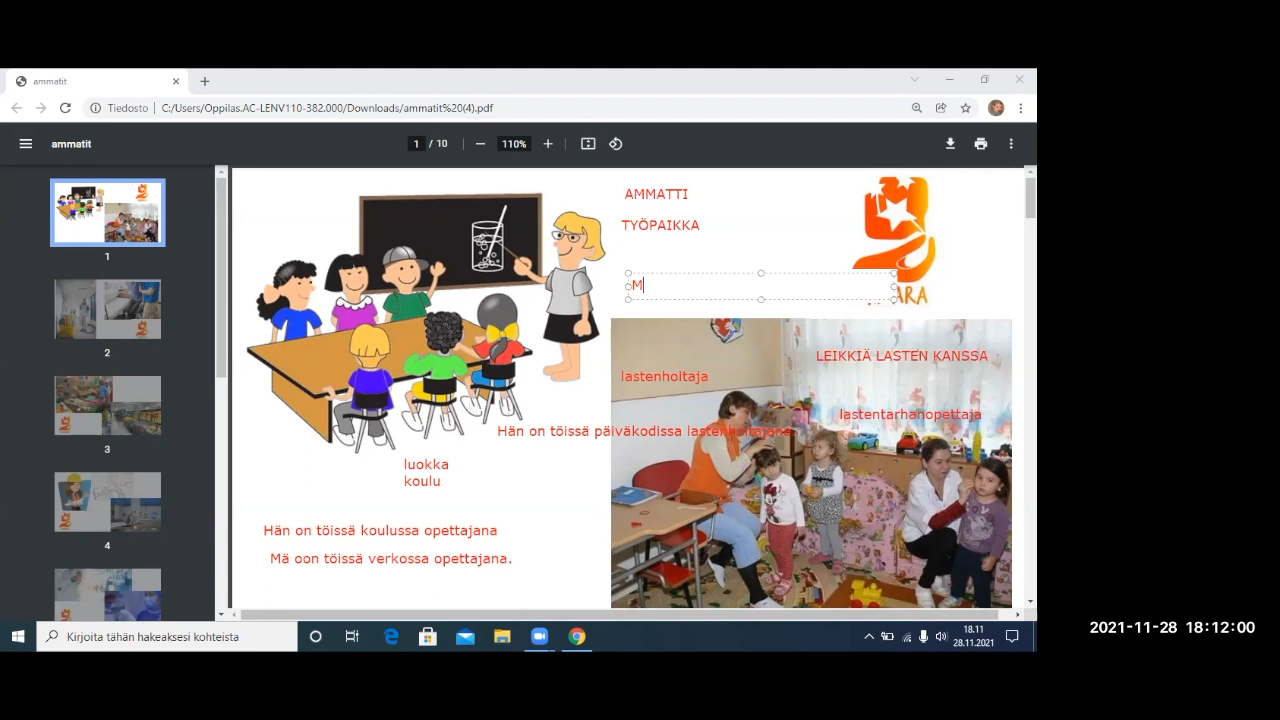 ammatit
Tiedosto
C:/Users/Oppilas.AC-LENV110-382.000/Downloads/ammatit%20(4).pdf
ammatit
1 / 10
110%
1
2
3
4
AMMATTI
TYÖPAIKKA
M
ARA
LEIKKIÄ LASTEN KANSSA
lastenhoitaja
lastentarhanopettaja
Hän on töissä päiväkodissa lastenhoitajana.
luokka
koulu
Hän on töissä koulussa opettajana
Mä oon töissä verkossa opettajana.
Kirjoita tähän hakeaksesi kohteista
18.11
28.11.2021
2021-11-28 18:12:00